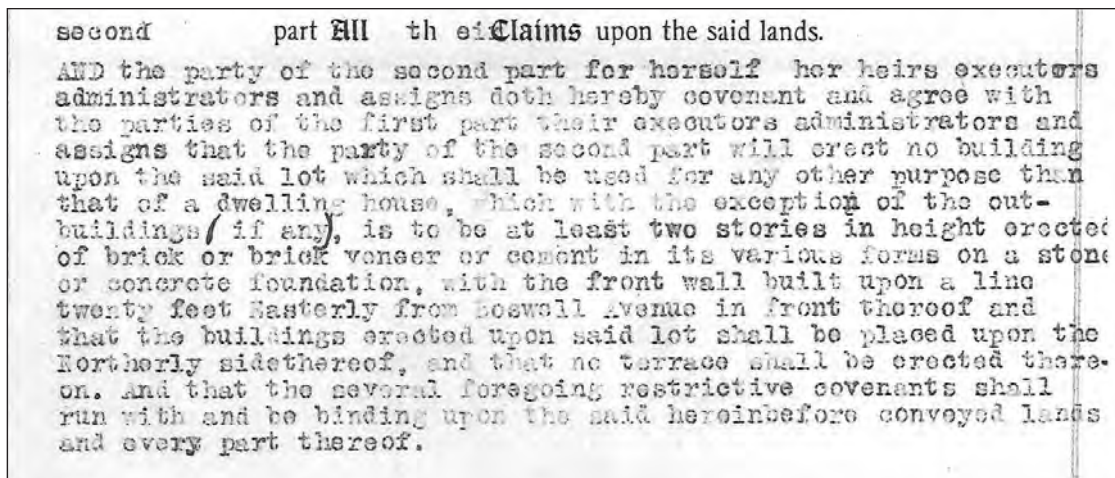 second part All th eir Claims upon the said lands.
AND the party of the second part for herself her heirs executors
administrators and assigns doth hereby covenant and agree with
the parties of the first part their executors administrators and
assigns that the party of the second part will erect no building
upon the said lot which shall be used for any other purpose than
that of a dwelling house, which with the exception of the out-
buildings ( if any), is to be at least two stories in height erected
of brick or brick veneer or cement in its various forms on a stone
or concrete foundation, with the front wall built upon a line
twenty feet Easterly from Boswell Avenue in front thereof and
that the buildings erected upon said lot shall be placed upon the
Northerly sidethereof, and that no terrace shall be erected there-
on. And that the several foregoing restrictive covenants shall
run with and be binding upon the said hereinbefore conveyed lands
and every part thereof.